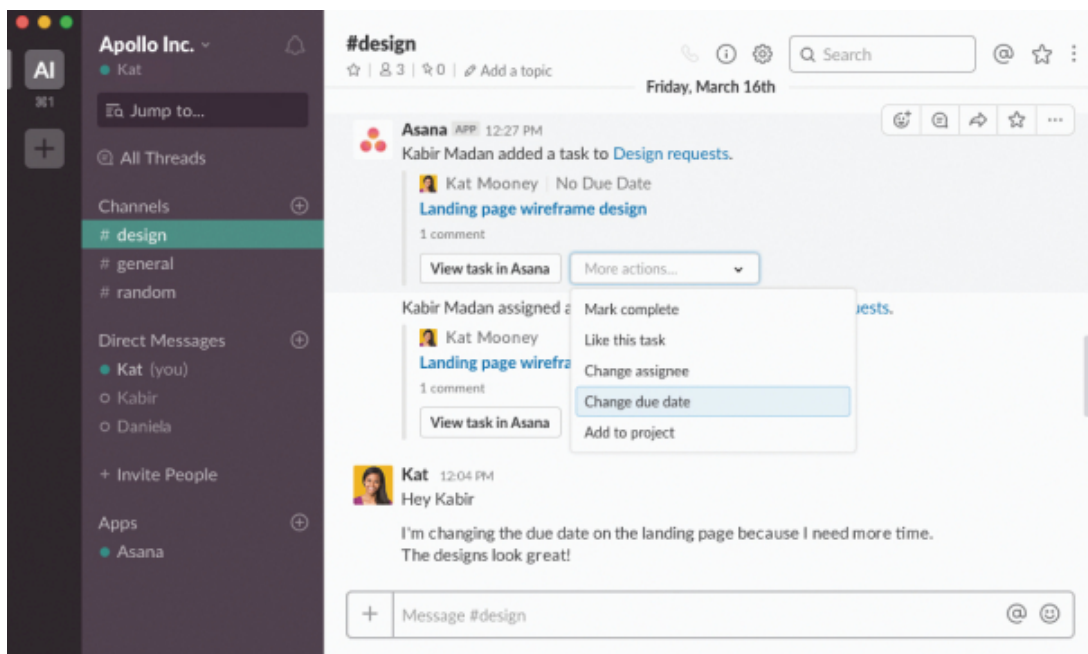 Apollo Inc.
Kat
AI
⌘1
Jump to...
All Threads
Channels
# design
# general
# random
Direct Messages
Kat (you)
Kabir
Daniela
+ Invite People
Apps
Asana
#design
3 | 0 | Add a topic
Search
Friday, March 16th
Asana APP 12:27 PM
Kabir Madan added a task to Design requests.
Kat Mooney | No Due Date
Landing page wireframe design
1 comment
View task in Asana
More actions...
Kabir Madan assigned
Kat Mooney
Landing page
1 comment
View task in Asana
Mark complete
Like this task
Change assignee
Change due date
Add to project
Kat 12:04 PM
Hey Kabir
I'm changing the due date on the landing page because I need more time.
The designs look great!
Message #design